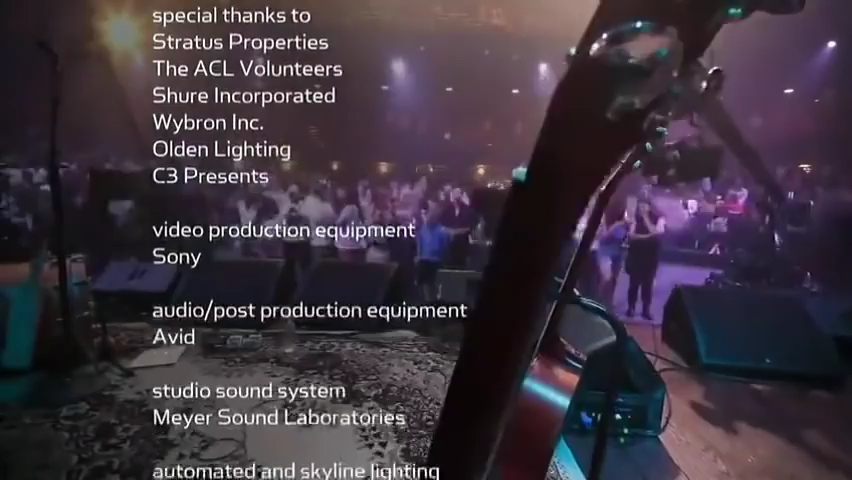 special thanks to
Stratus Properties
The ACL Volunteers
Shure Incorporated
Wybron Inc.
Olden Lighting
C3 Presents
video production equipment
Sony
audio/post production equipment
Avid
studio sound system
Meyer Sound Laboratories
automated and skyline lighting